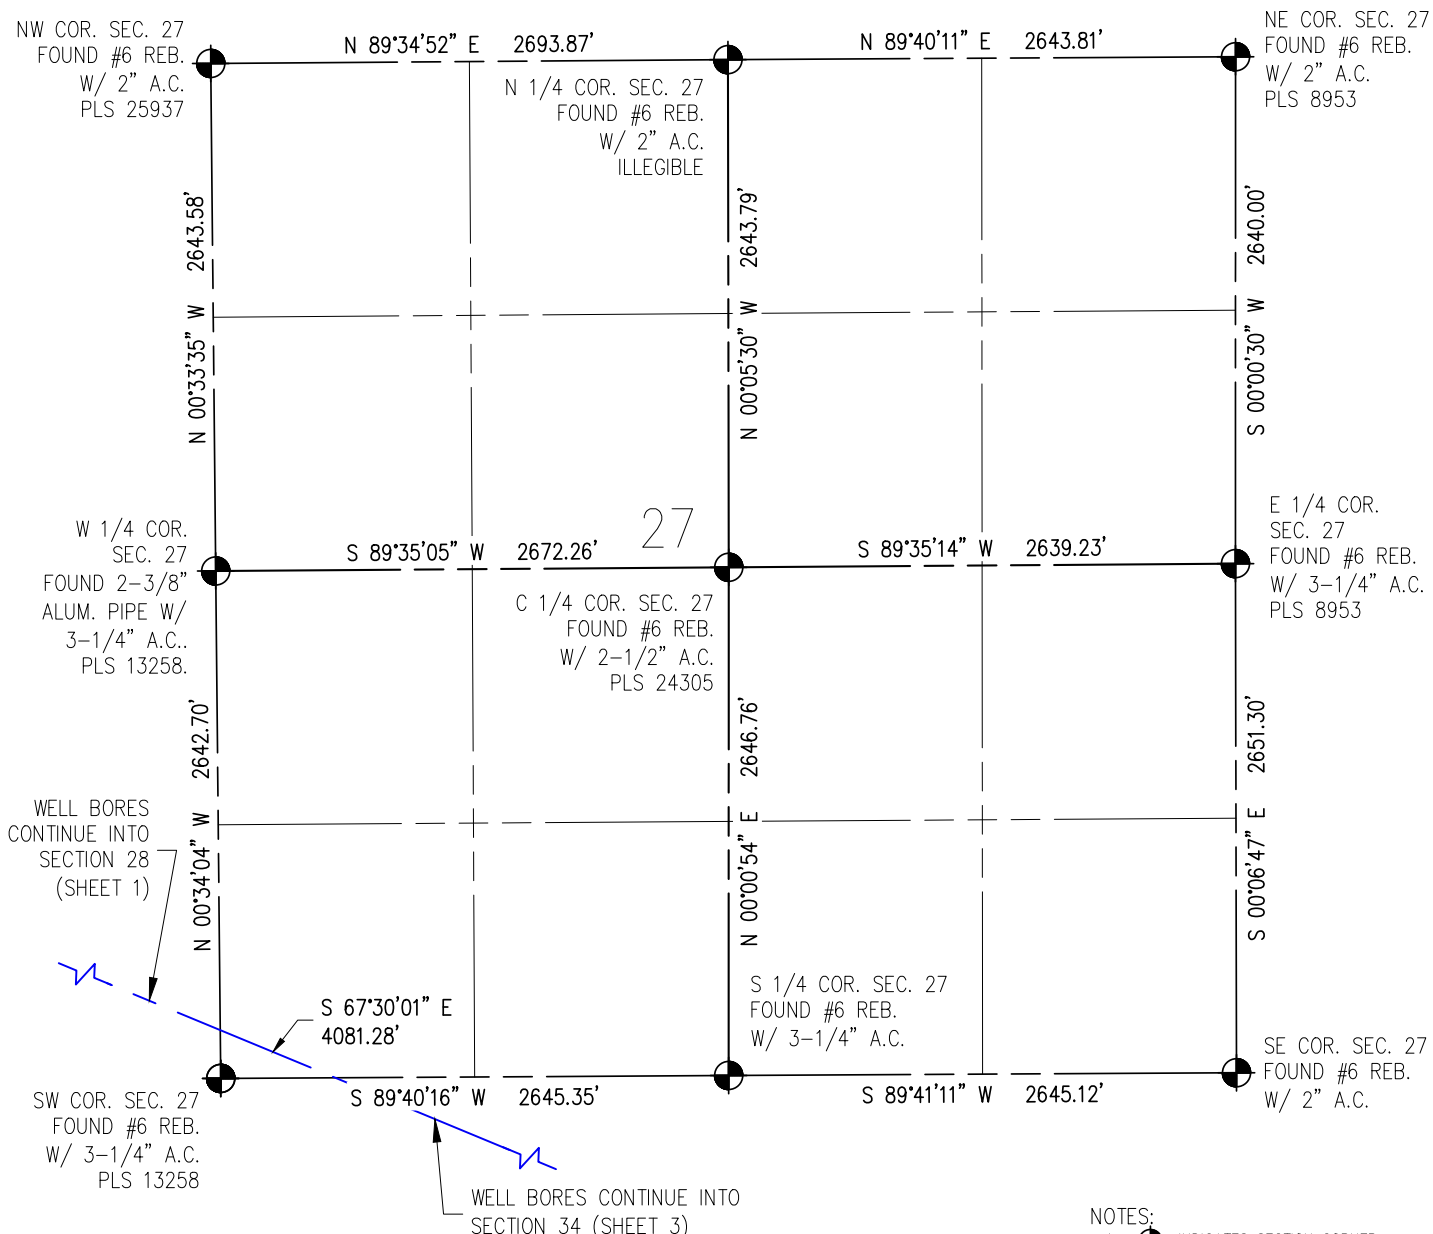 NW COR. SEC. 27
FOUND #6 REB.
W/ 2" A.C.
PLS 25937
N 89°34'52" E 2693.87'
N 89°40'11" E 2643.81'
NE COR. SEC. 27
FOUND #6 REB.
W/ 2" A.C.
PLS 8953
N 1/4 COR. SEC. 27
FOUND #6 REB.
W/ 2" A.C.
ILLEGIBLE
N 00°33'35" W 2643.58'
N 00°05'30" W 2643.79'
S 00°00'30" W 2640.00'
W 1/4 COR.
SEC. 27
FOUND 2-3/8"
ALUM. PIPE W/
3-1/4" A.C..
PLS 13258.
S 89°35'05" W 2672.26'
27
S 89°35'14" W 2639.23'
E 1/4 COR.
SEC. 27
FOUND #6 REB.
W/ 3-1/4" A.C.
PLS 8953
C 1/4 COR. SEC. 27
FOUND #6 REB.
W/ 2-1/2" A.C.
PLS 24305
N 00°34'04" W 2642.70'
N 00°00'54" E 2646.76'
S 00°06'47" E 2651.30'
WELL BORES
CONTINUE INTO
SECTION 28
(SHEET 1)
S 67°30'01" E
4081.28'
S 1/4 COR. SEC. 27
FOUND #6 REB.
W/ 3-1/4" A.C.
SW COR. SEC. 27
FOUND #6 REB.
W/ 3-1/4" A.C.
PLS 13258
S 89°40'16" W 2645.35'
S 89°41'11" W 2645.12'
SE COR. SEC. 27
FOUND #6 REB.
W/ 2" A.C.
WELL BORES CONTINUE INTO
SECTION 34 (SHEET 3)
NOTES: